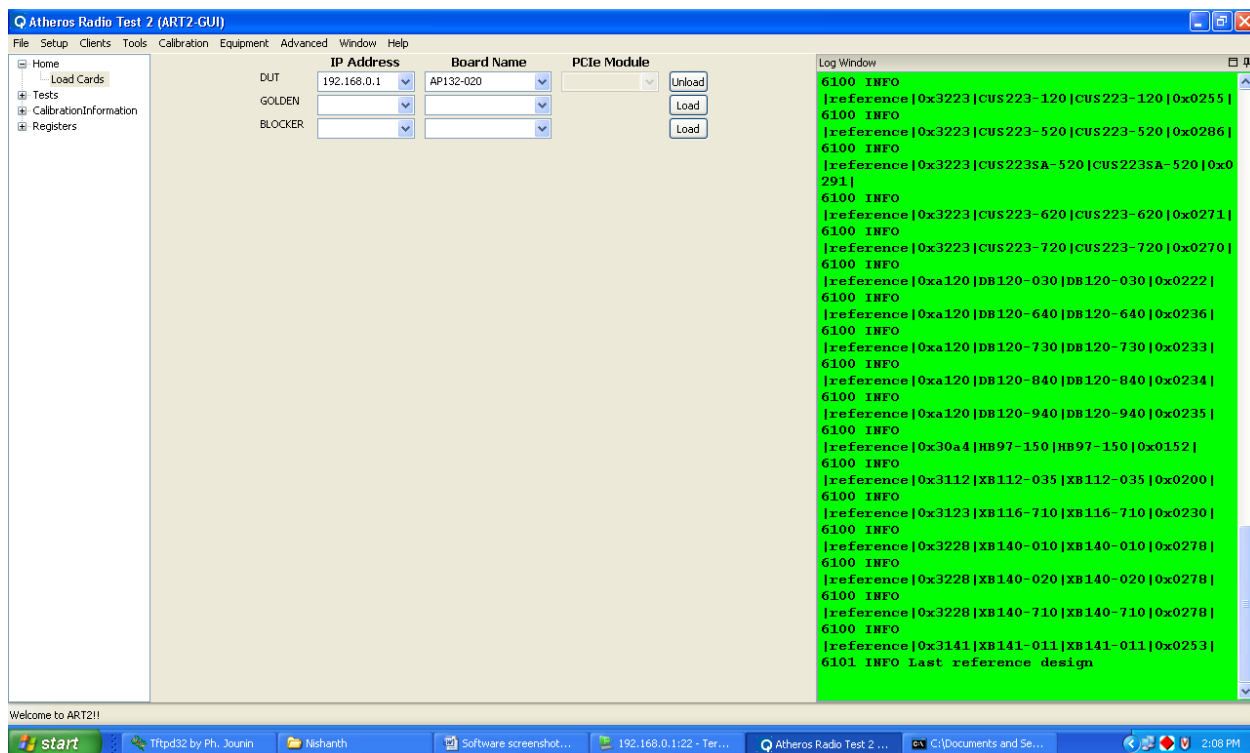 Atheros Radio Test 2 (ART2-GUI)
File Setup Clients Tools Calibration Equipment Advanced Window Help
Home
Load Cards
Tests
CalibrationInformation
Registers
IP Address Board Name PCIe Module
DUT 192.168.0.1 AP132-020 Unload
GOLDEN Load
BLOCKER Load
Log Window
6100 INFO
|reference|0x3223|CUS223-120|CUS223-120|0x0255|
6100 INFO
|reference|0x3223|CUS223-520|CUS223-520|0x0286|
6100 INFO
|reference|0x3223|CUS223SA-520|CUS223SA-520|0x0
291|
6100 INFO
|reference|0x3223|CUS223-620|CUS223-620|0x0271|
6100 INFO
|reference|0x3223|CUS223-720|CUS223-720|0x0270|
6100 INFO
|reference|0xa120|DB120-030|DB120-030|0x0222|
6100 INFO
|reference|0xa120|DB120-640|DB120-640|0x0236|
6100 INFO
|reference|0xa120|DB120-730|DB120-730|0x0233|
6100 INFO
|reference|0xa120|DB120-840|DB120-840|0x0234|
6100 INFO
|reference|0xa120|DB120-940|DB120-940|0x0235|
6100 INFO
|reference|0x30a4|HB97-150|HB97-150|0x0152|
6100 INFO
|reference|0x3112|XB112-035|XB112-035|0x0200|
6100 INFO
|reference|0x3123|XB116-710|XB116-710|0x0230|
6100 INFO
|reference|0x3228|XB140-010|XB140-010|0x0278|
6100 INFO
|reference|0x3228|XB140-020|XB140-020|0x0278|
6100 INFO
|reference|0x3228|XB140-710|XB140-710|0x0278|
6100 INFO
|reference|0x3141|XB141-011|XB141-011|0x0253|
6101 INFO Last reference design
Welcome to ART2!!
start Tftpd32 by Ph. Jounin Nishanth Software screenshot... 192.168.0.1:22 - Ter... Atheros Radio Test 2 ... C:\Documents and Se... 2:08 PM